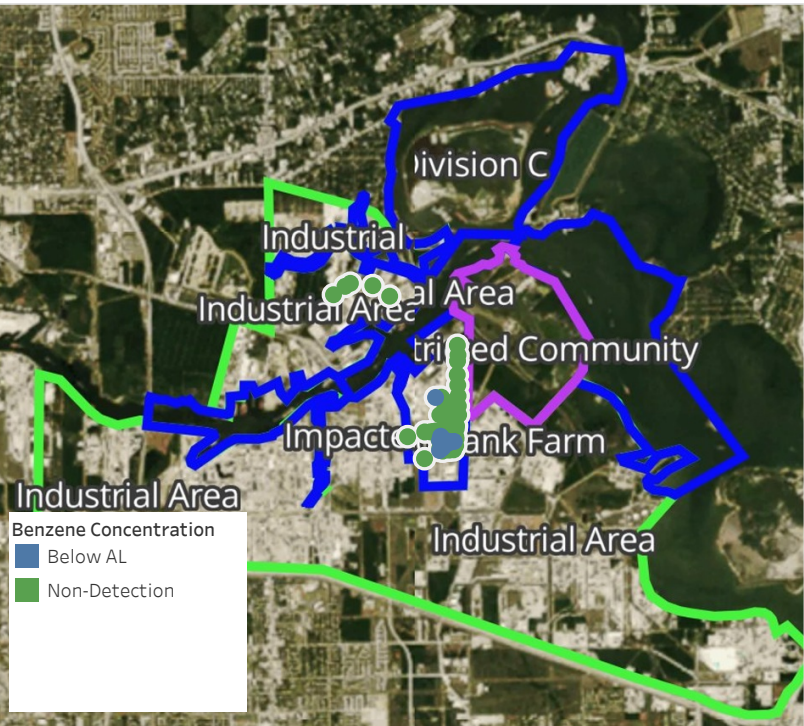 Division C
Industrial
al Area
Industrial Area
ed Community
Impacte
ank Farm
Industrial Area
Industrial Area
Benzene Concentration
Below AL
Non-Detection